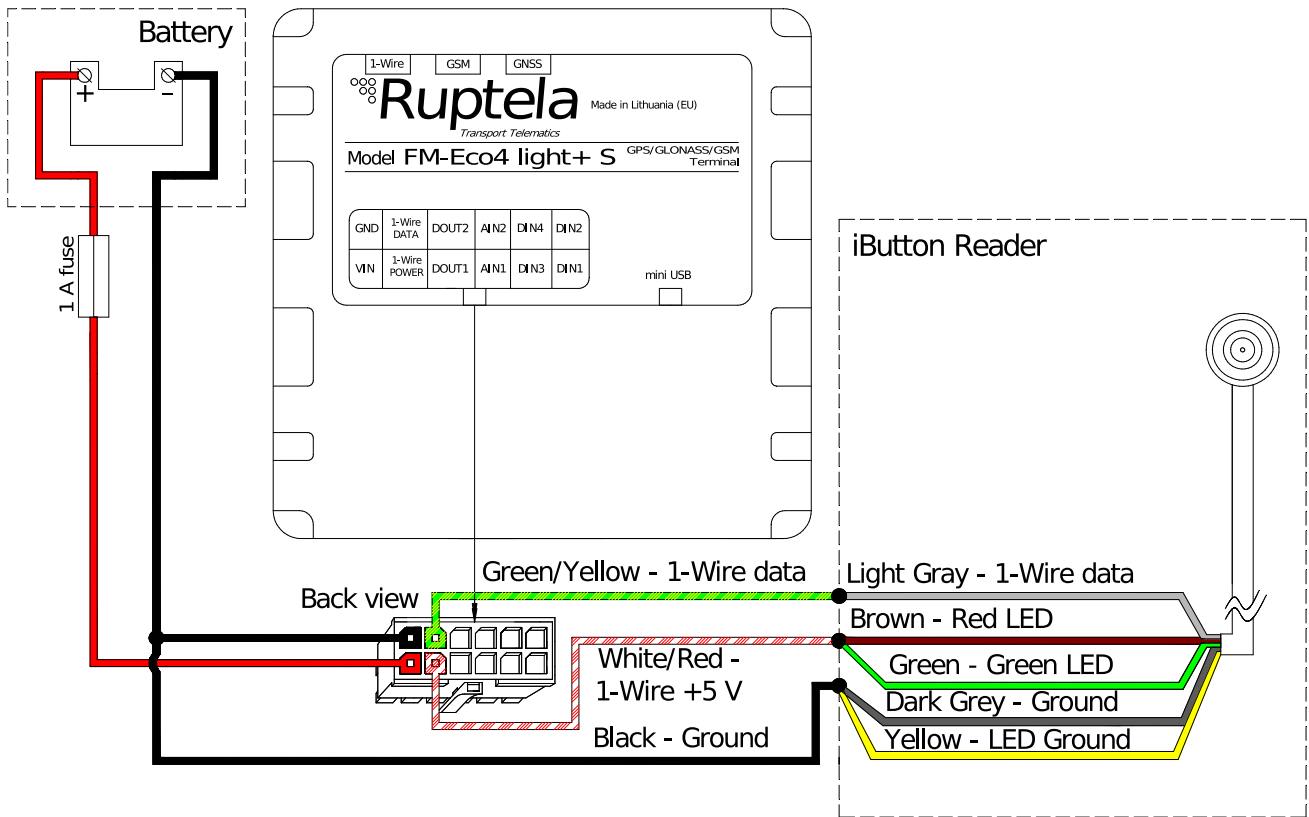 Battery
+
-
1 A fuse
1-Wire
GSM
GNSS
Ruptela
Made in Lithuania (EU)
Transport Telematics
Model FM-Eco4 light+ S
GPS/GLONASS/GSM
Terminal
GND
1-Wire
DATA
DOUT2
AIN2
DIN4
DIN2
VIN
1-Wire
POWER
DOUT1
AIN1
DIN3
DIN1
mini USB
iButton Reader
Back view
Green/Yellow - 1-Wire data
Light Gray - 1-Wire data
Brown - Red LED
White/Red -
1-Wire +5 V
Green - Green LED
Dark Grey - Ground
Black - Ground
Yellow - LED Ground